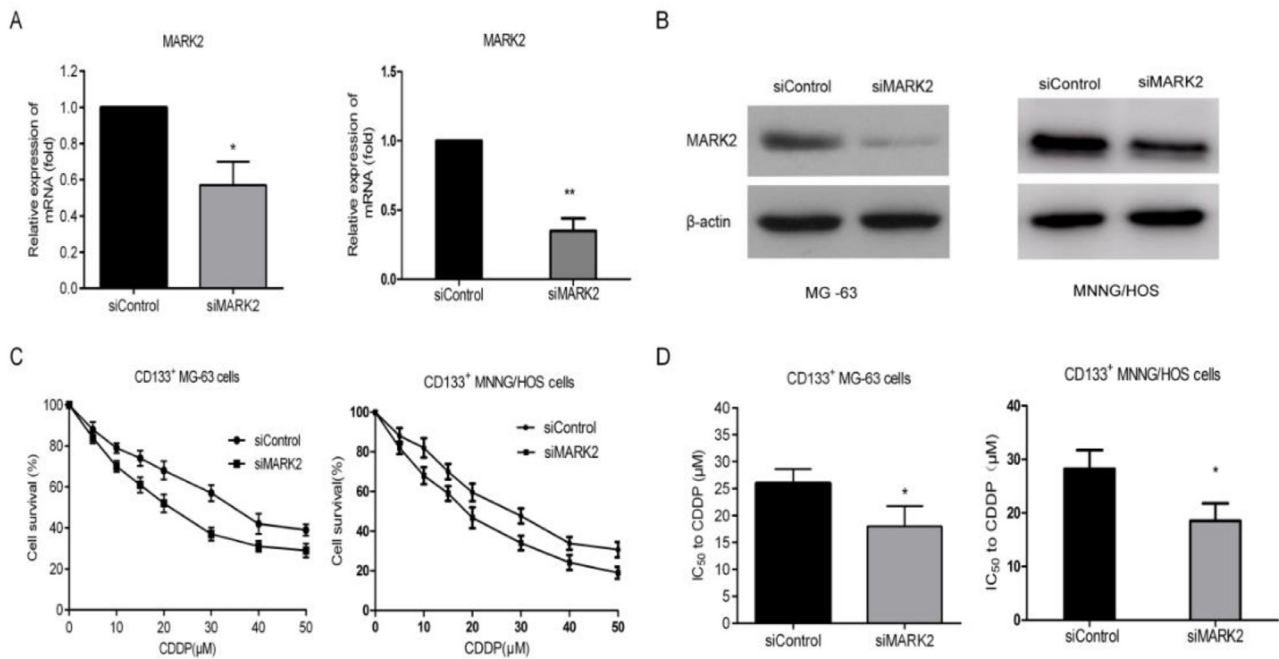 A
MARK2
Relative expression of
mRNA (fold)
1.2
1.0
0.8
0.6
0.4
0.2
0.0
*
siControl
siMARK2
MARK2
Relative expression of
mRNA (fold)
1.5
1.0
0.5
0.0
**
siControl
siMARK2
B
siControl
siMARK2
siControl
siMARK2
MARK2
β-actin
MG -63
MNNG/HOS
C
CD133⁺ MG-63 cells
Cell survival (%)
100
80
60
40
20
0
siControl
siMARK2
0 10 20 30 40 50
CDDP(μM)
CD133⁺ MNNG/HOS cells
Cell survival(%)
100
80
60
40
20
0
siControl
siMARK2
0 10 20 30 40 50
CDDP(μM)
D
CD133⁺ MG-63 cells
IC₅₀ to CDDP (μM)
40
35
30
25
20
15
10
5
0
*
siControl
siMARK2
CD133⁺ MNNG/HOS cells
IC₅₀ to CDDP (μM)
40
30
20
10
0
*
siControl
siMARK2